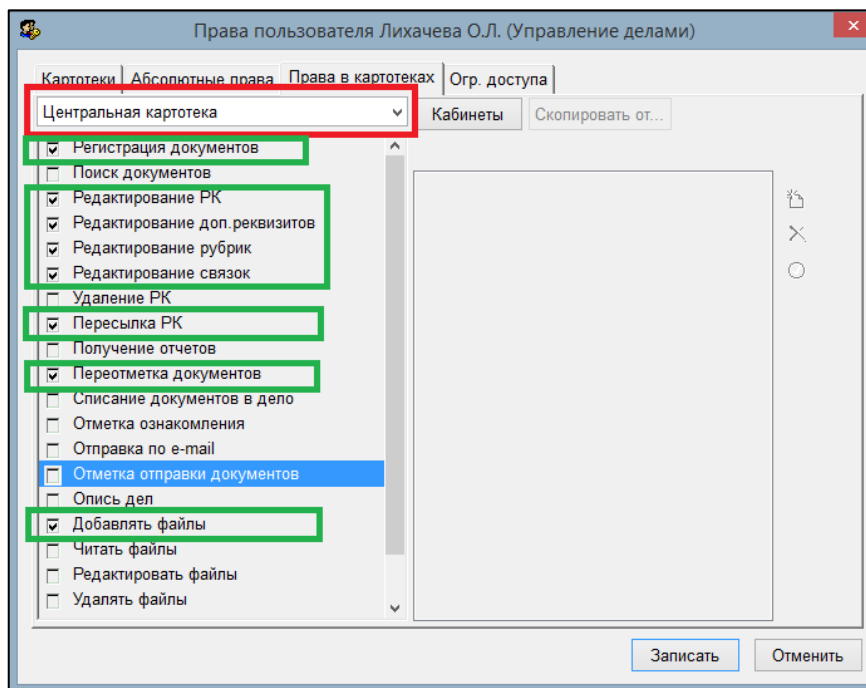 Права пользователя Лихачева О.Л. (Управление делами)
Картотеки Абсолютные права Права в картотеках Огр. доступа
Центральная картотека Кабинеты Скопировать от...
Регистрация документов
Поиск документов
Редактирование РК
Редактирование доп.реквизитов
Редактирование рубрик
Редактирование связок
Удаление РК
Пересылка РК
Получение отчетов
Переотметка документов
Списание документов в дело
Отметка ознакомления
Отправка по e-mail
Отметка отправки документов
Опись дел
Добавлять файлы
Читать файлы
Редактировать файлы
Удалять файлы
Записать Отменить